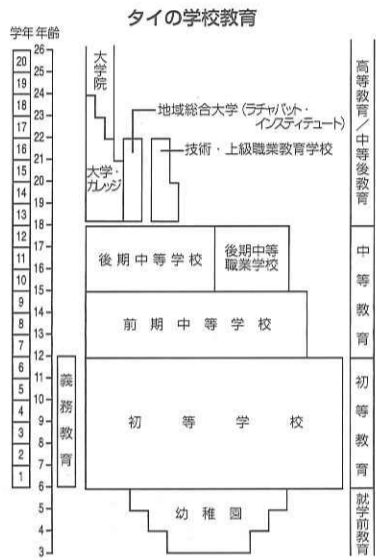 タイの学校教育
学年 年齢
20
19
18
17
16
15
14
13
12
11
10
9
8
7
6
5
4
3
2
1
26
25
24
23
22
21
20
19
18
17
16
15
14
13
12
11
10
9
8
7
6
5
4
3
義務教育
大学院
大学・カレッジ
地域総合大学(ラチャパット・
インスティテュート)
技術・上級職業教育学校
後期中等学校
後期中等
職業学校
前期中等学校
初等学校
幼稚園
高等教育/中等後教育
中等教育
初等教育
就学前教育